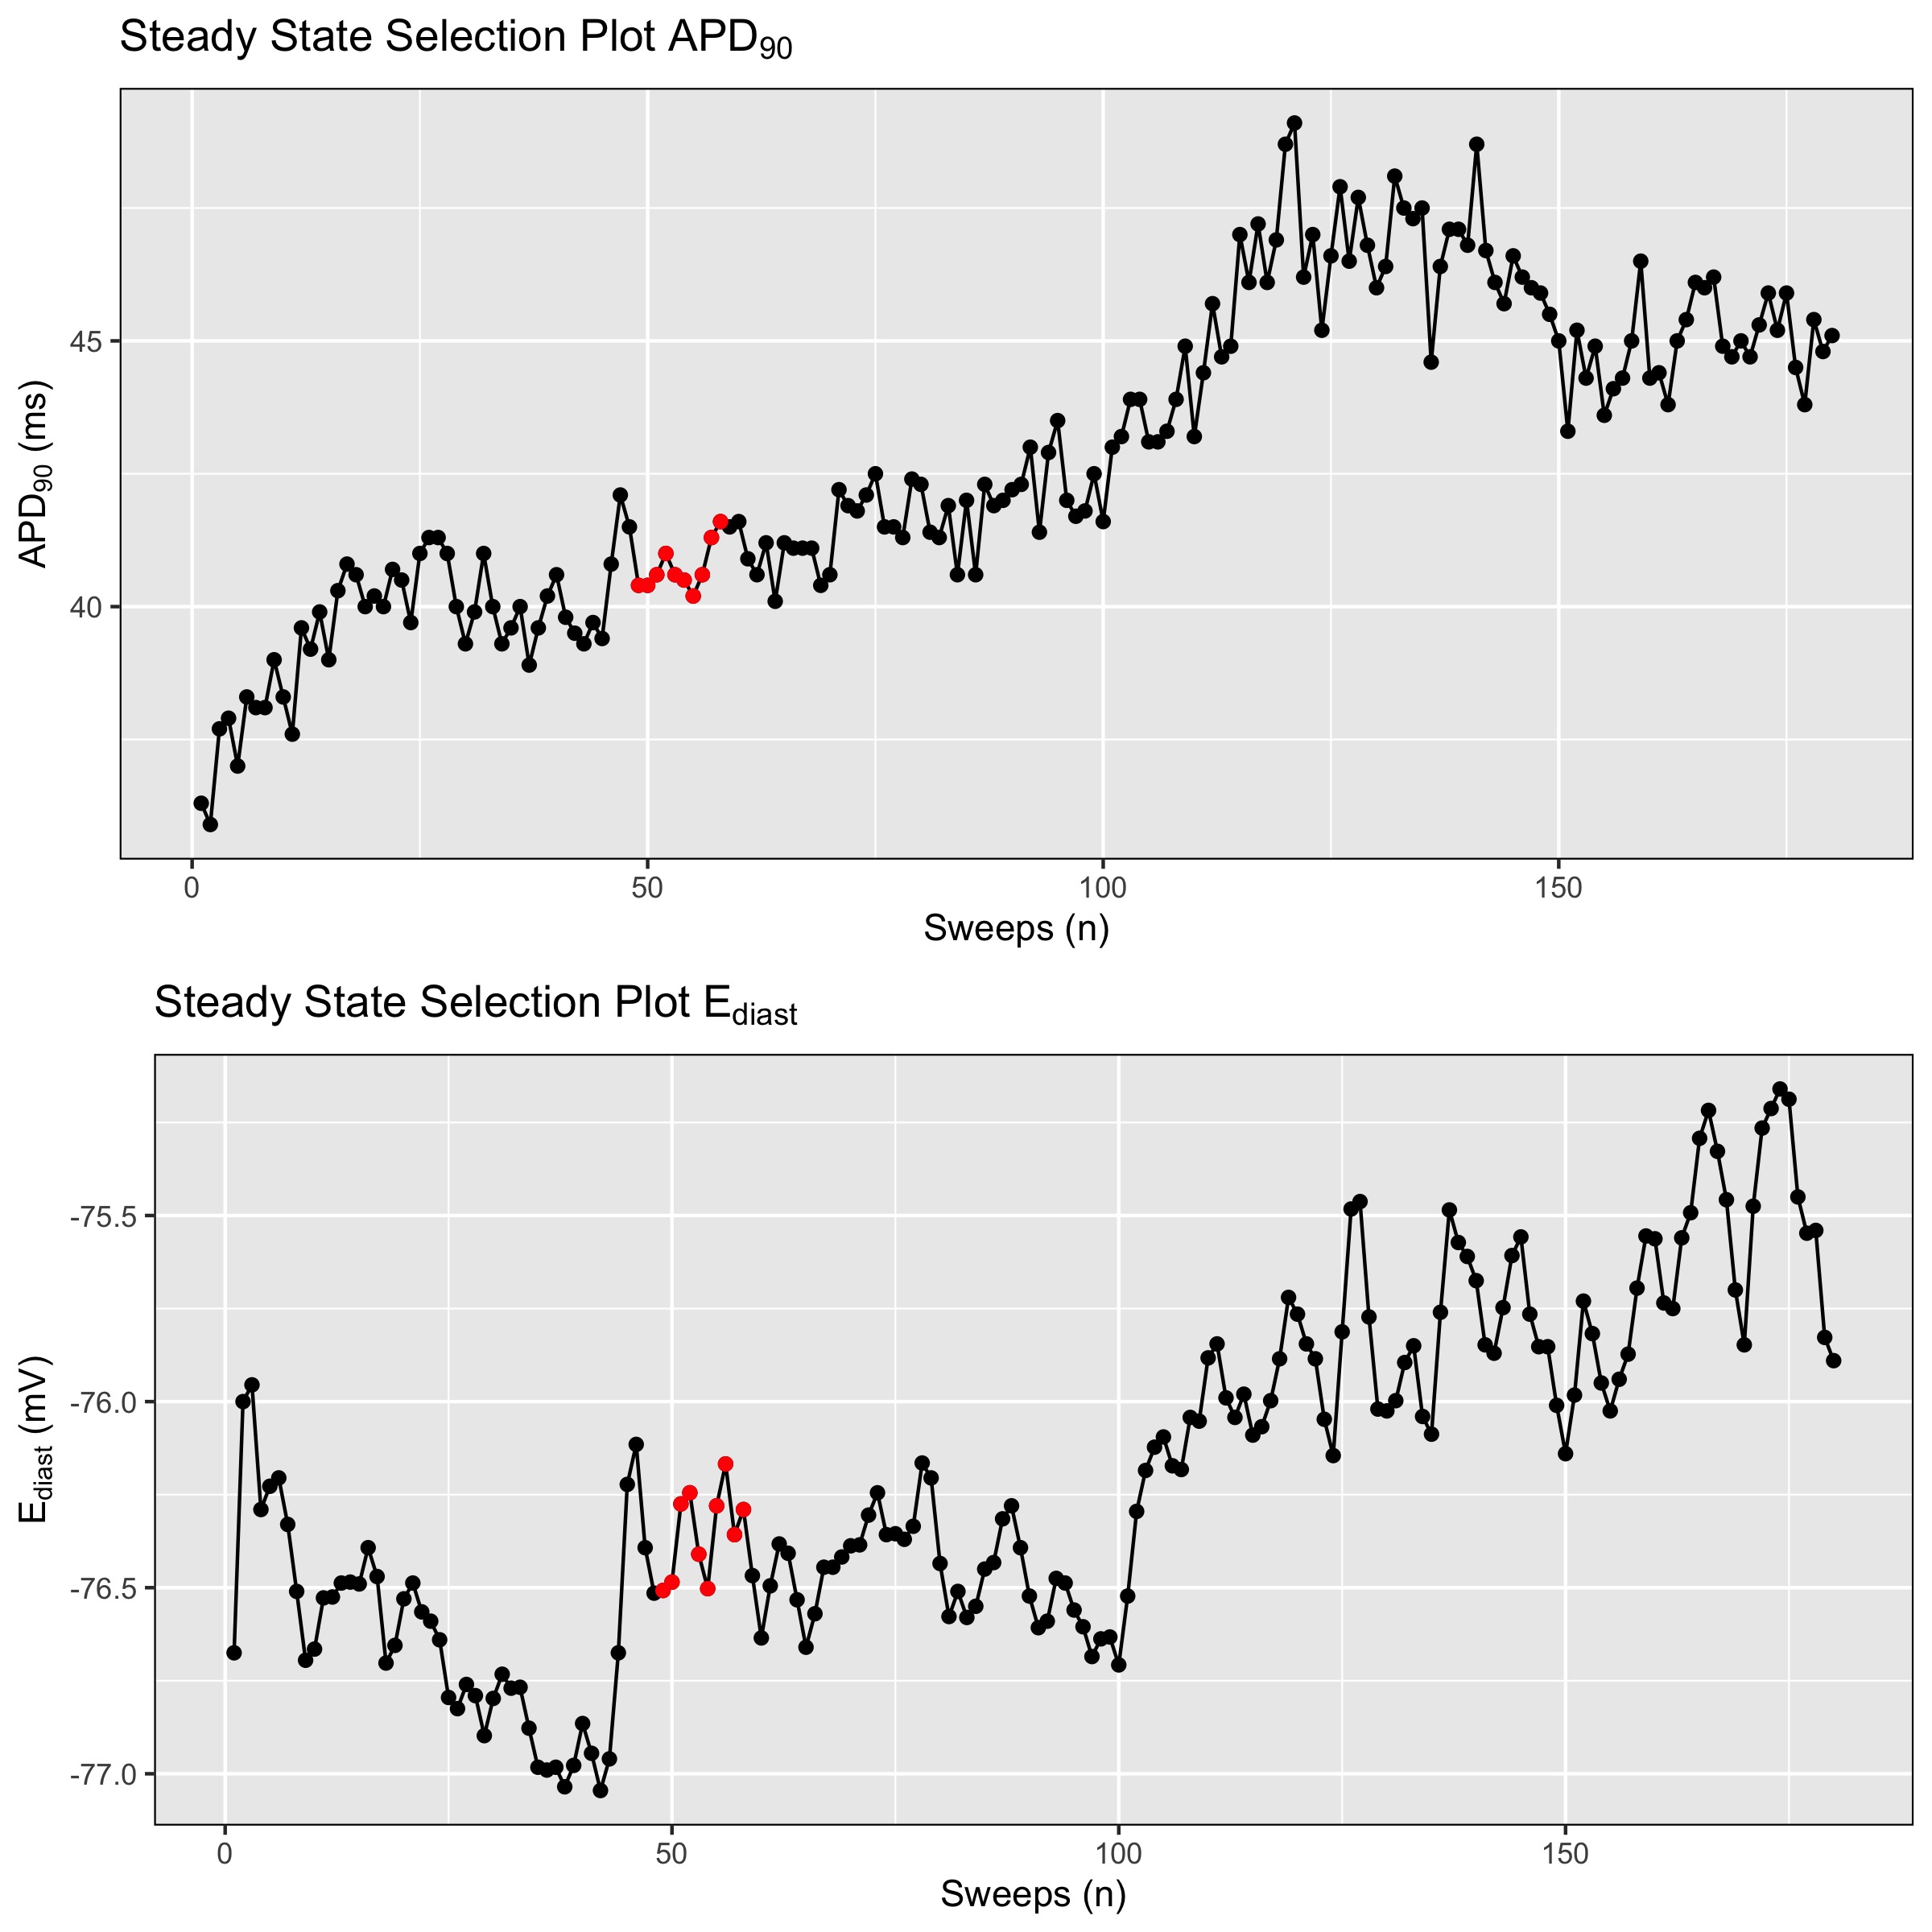 Steady State Selection Plot APD90
45
40
APD90 (ms)
0 50 100 150
Sweeps (n)
Steady State Selection Plot Ediast
-75.5
-76.0
-76.5
-77.0
Ediast (mV)
0 50 100 150
Sweeps (n)